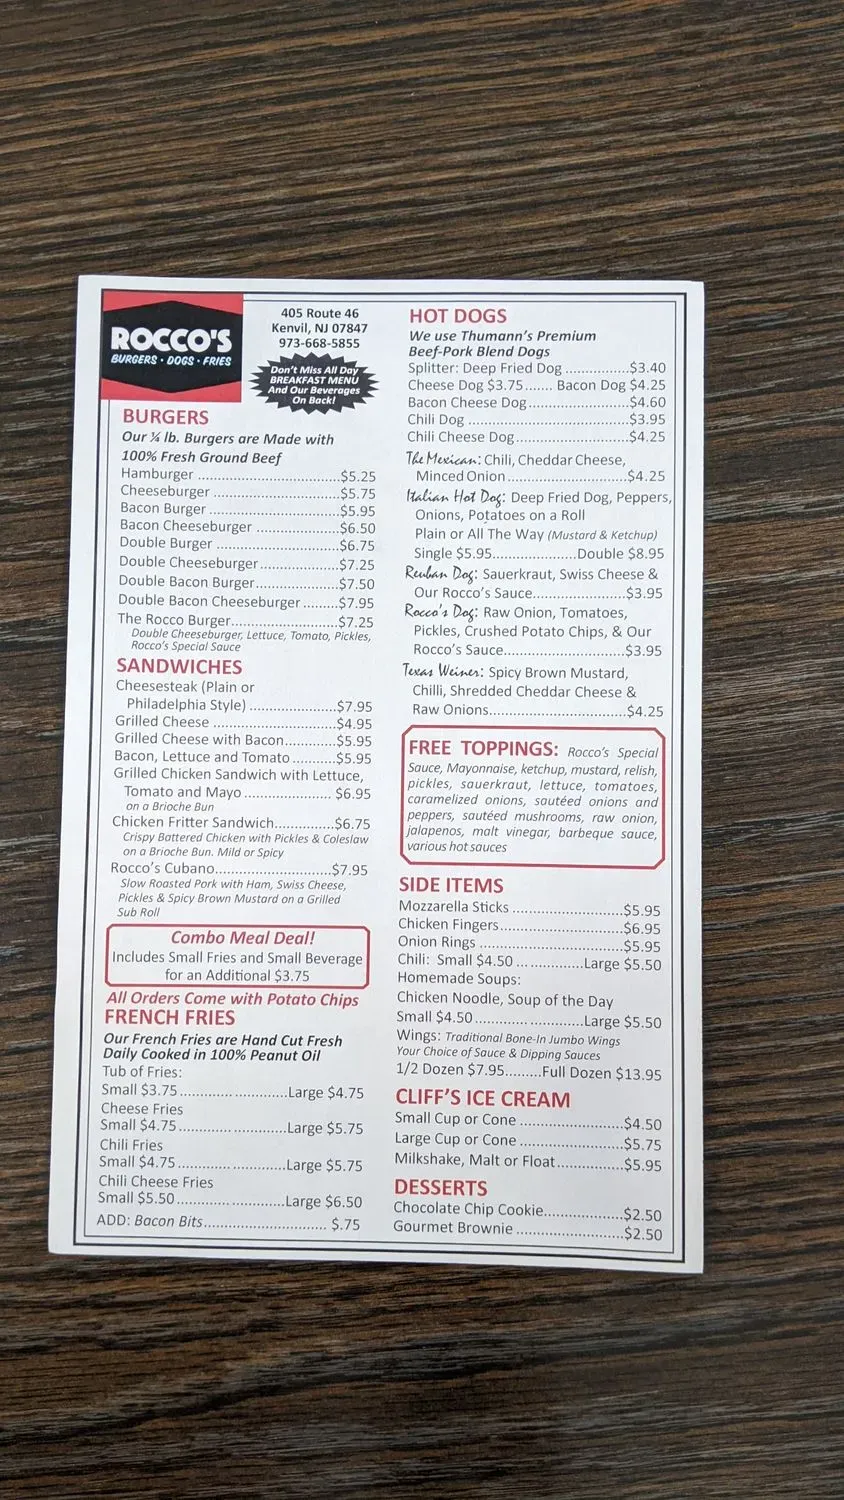 ROCCO'S
BURGERS • DOGS • FRIES
405 Route 46
Kenvil, NJ 07847
973-668-5855
Don't Miss All Day
BREAKFAST MENU
And Our Beverages
On Back!
BURGERS
Our ¼ lb. Burgers are Made with
100% Fresh Ground Beef
Hamburger ....................................$5.25
Cheeseburger .................................$5.75
Bacon Burger ..................................$5.95
Bacon Cheeseburger ......................$6.50
Double Burger ................................$6.75
Double Cheeseburger.....................$7.25
Double Bacon Burger......................$7.50
Double Bacon Cheeseburger .........$7.95
The Rocco Burger...........................$7.25
Double Cheeseburger, Lettuce, Tomato, Pickles,
Rocco's Special Sauce
SANDWICHES
Cheesesteak (Plain or
Philadelphia Style) ......................$7.95
Grilled Cheese ...............................$4.95
Grilled Cheese with Bacon.............$5.95
Bacon, Lettuce and Tomato ...........$5.95
Grilled Chicken Sandwich with Lettuce,
Tomato and Mayo ...................... $6.95
on a Brioche Bun
Chicken Fritter Sandwich...............$6.75
Crispy Battered Chicken with Pickles & Coleslaw
on a Brioche Bun. Mild or Spicy
Rocco's Cubano.............................$7.95
Slow Roasted Pork with Ham, Swiss Cheese,
Pickles & Spicy Brown Mustard on a Grilled
Sub Roll
Combo Meal Deal!
Includes Small Fries and Small Beverage
for an Additional $3.75
All Orders Come with Potato Chips
FRENCH FRIES
Our French Fries are Hand Cut Fresh
Daily Cooked in 100% Peanut Oil
Tub of Fries:
Small $3.75...........................Large $4.75
Cheese Fries
Small $4.75...........................Large $5.75
Chili Fries
Small $4.75...........................Large $5.75
Chili Cheese Fries
Small $5.50...........................Large $6.50
ADD: Bacon Bits.............................. $.75
HOT DOGS
We use Thumann's Premium
Beef-Pork Blend Dogs
Splitter: Deep Fried Dog ................$3.40
Cheese Dog $3.75....... Bacon Dog $4.25
Bacon Cheese Dog.........................$4.60
Chili Dog ........................................$3.95
Chili Cheese Dog............................$4.25
The Mexican: Chili, Cheddar Cheese,
Minced Onion..............................$4.25
Italian Hot Dog: Deep Fried Dog, Peppers,
Onions, Potatoes on a Roll
Plain or All The Way (Mustard & Ketchup)
Single $5.95.....................Double $8.95
Reuban Dog: Sauerkraut, Swiss Cheese &
Our Rocco's Sauce.......................$3.95
Rocco's Dog: Raw Onion, Tomatoes,
Pickles, Crushed Potato Chips, & Our
Rocco's Sauce..............................$3.95
Texas Weiner: Spicy Brown Mustard,
Chilli, Shredded Cheddar Cheese &
Raw Onions..................................$4.25
FREE TOPPINGS: Rocco's Special
Sauce, Mayonnaise, ketchup, mustard, relish,
pickles, sauerkraut, lettuce, tomatoes,
caramelized onions, sautéed onions and
peppers, sautéed mushrooms, raw onion,
jalapenos, malt vinegar, barbeque sauce,
various hot sauces
SIDE ITEMS
Mozzarella Sticks ...........................$5.95
Chicken Fingers..............................$6.95
Onion Rings ...................................$5.95
Chili: Small $4.50 .................Large $5.50
Homemade Soups:
Chicken Noodle, Soup of the Day
Small $4.50...........................Large $5.50
Wings: Traditional Bone-In Jumbo Wings
Your Choice of Sauce & Dipping Sauces
1/2 Dozen $7.95.........Full Dozen $13.95
CLIFF'S ICE CREAM
Small Cup or Cone .........................$4.50
Large Cup or Cone .........................$5.75
Milkshake, Malt or Float................$5.95
DESSERTS
Chocolate Chip Cookie...................$2.50
Gourmet Brownie ..........................$2.50